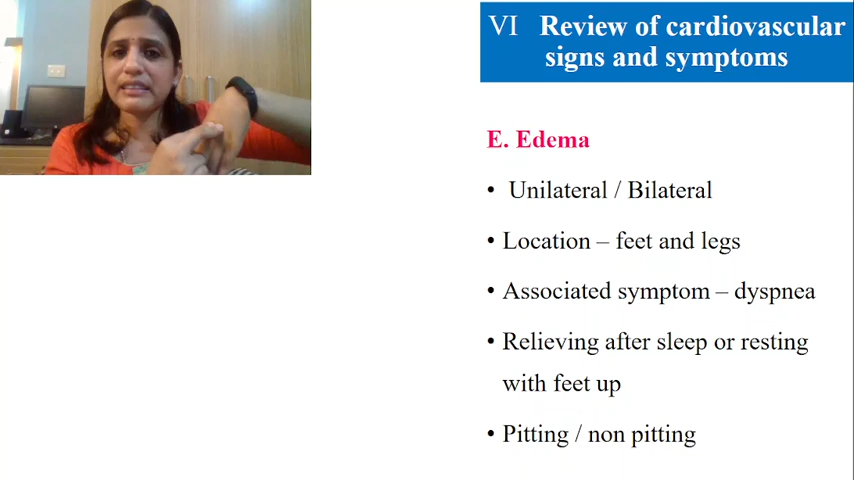 VI Review of cardiovascular
signs and symptoms
E. Edema
• Unilateral / Bilateral
• Location – feet and legs
• Associated symptom – dyspnea
• Relieving after sleep or resting
with feet up
• Pitting / non pitting